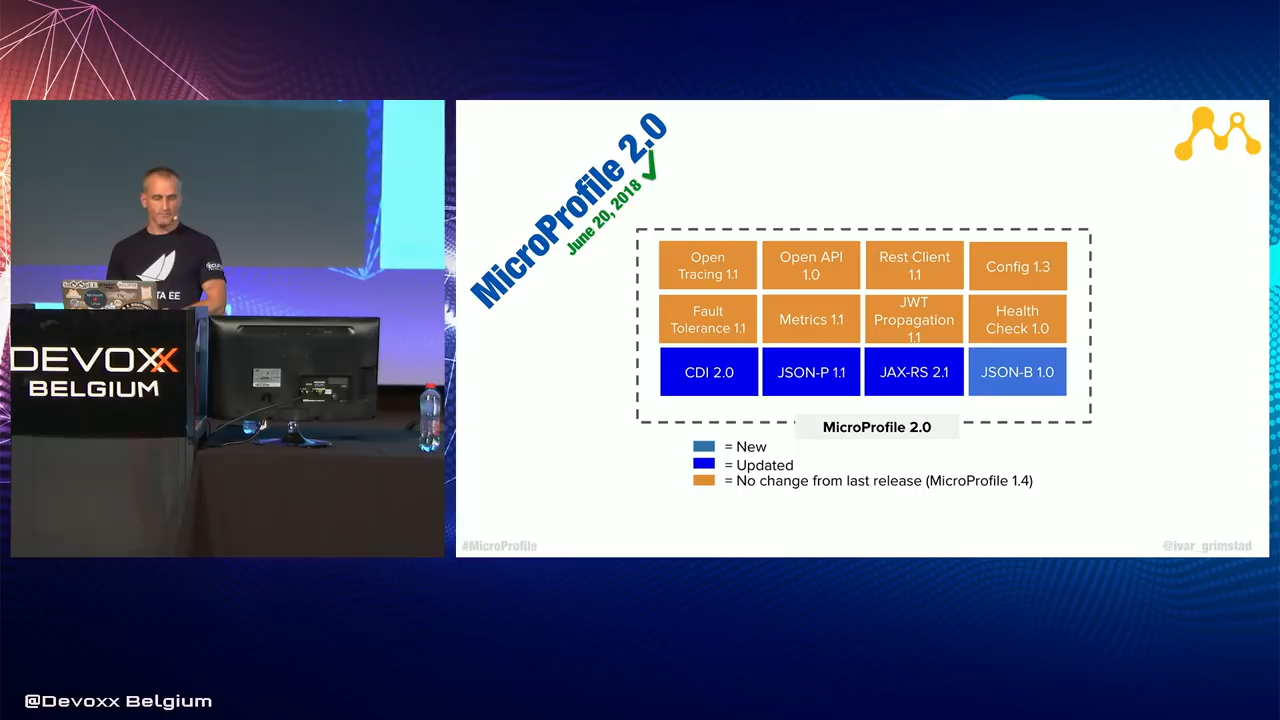 MicroProfile 2.0
June 20, 2018
Open
Tracing 1.1
Open API
1.0
Rest Client
1.1
Config 1.3
Fault
Tolerance 1.1
Metrics 1.1
JWT
Propagation
1.1
Health
Check 1.0
CDI 2.0
JSON-P 1.1
JAX-RS 2.1
JSON-B 1.0
MicroProfile 2.0
= New
= Updated
= No change from last release (MicroProfile 1.4)
#MicroProfile
@ivar_grimstad
TA EE
DEVOXX
BELGIUM
@Devoxx Belgium